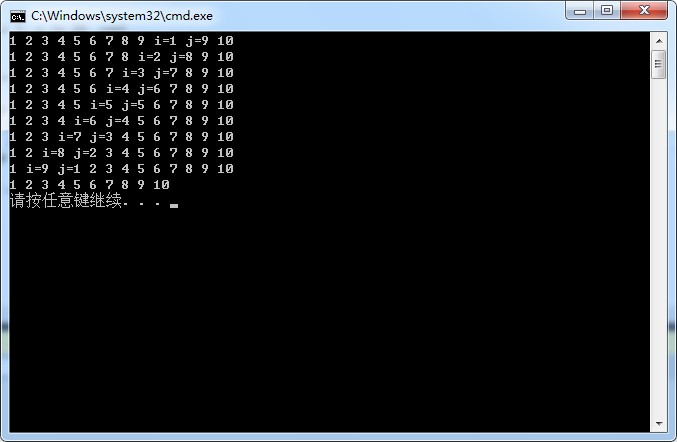 C:\Windows\system32\cmd.exe
1 2 3 4 5 6 7 8 9 i=1 j=9 10
1 2 3 4 5 6 7 8 i=2 j=8 9 10
1 2 3 4 5 6 7 i=3 j=7 8 9 10
1 2 3 4 5 6 i=4 j=6 7 8 9 10
1 2 3 4 5 i=5 j=5 6 7 8 9 10
1 2 3 4 i=6 j=4 5 6 7 8 9 10
1 2 3 i=7 j=3 4 5 6 7 8 9 10
1 2 i=8 j=2 3 4 5 6 7 8 9 10
1 i=9 j=1 2 3 4 5 6 7 8 9 10
1 2 3 4 5 6 7 8 9 10
请按任意键继续. . .